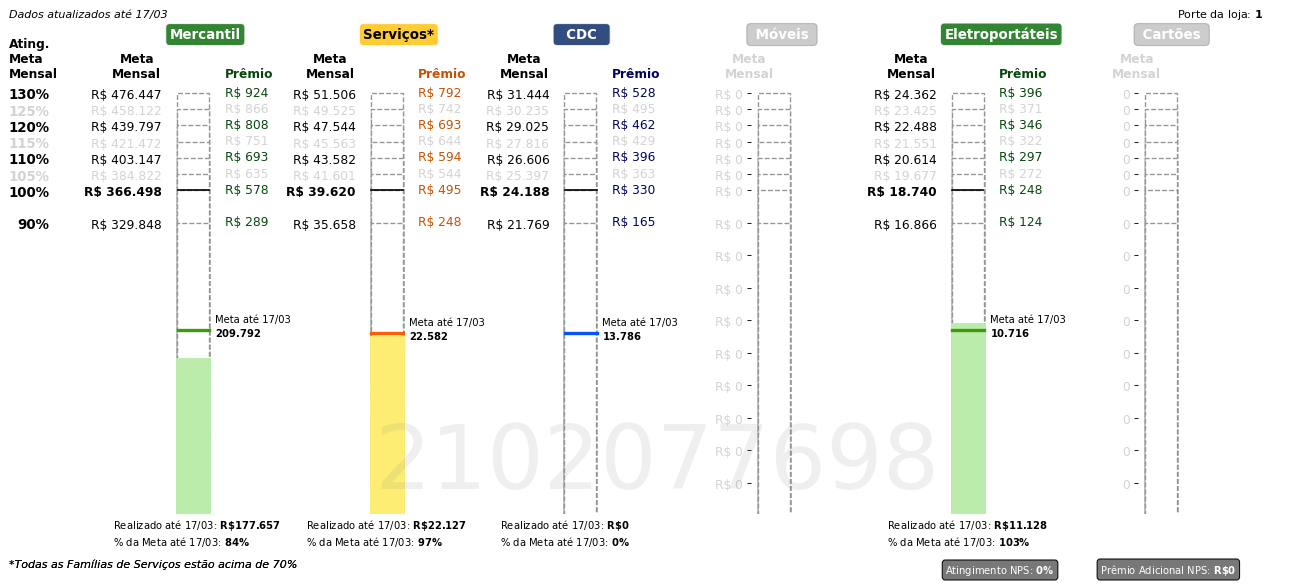 Dados atualizados até 17/03
Porte da loja: 1
Mercantil Serviços* CDC Móveis Eletroportáteis Cartões
Ating.
Meta Meta Meta Meta Meta Meta Meta
Mensal Mensal Prêmio Mensal Prêmio Mensal Prêmio Mensal Mensal Prêmio Mensal
130% R$ 476.447 R$ 924 R$ 51.506 R$ 792 R$ 31.444 R$ 528 R$ 0 R$ 24.362 R$ 396 0
125% R$ 458.122 R$ 866 R$ 49.525 R$ 742 R$ 30.235 R$ 495 R$ 0 R$ 23.425 R$ 371 0
120% R$ 439.797 R$ 808 R$ 47.544 R$ 693 R$ 29.025 R$ 462 R$ 0 R$ 22.488 R$ 346 0
115% R$ 421.472 R$ 751 R$ 45.563 R$ 644 R$ 27.816 R$ 429 R$ 0 R$ 21.551 R$ 322 0
110% R$ 403.147 R$ 693 R$ 43.582 R$ 594 R$ 26.606 R$ 396 R$ 0 R$ 20.614 R$ 297 0
105% R$ 384.822 R$ 635 R$ 41.601 R$ 544 R$ 25.397 R$ 363 R$ 0 R$ 19.677 R$ 272 0
100% R$ 366.498 R$ 578 R$ 39.620 R$ 495 R$ 24.188 R$ 330 R$ 0 R$ 18.740 R$ 248 0
90% R$ 329.848 R$ 289 R$ 35.658 R$ 248 R$ 21.769 R$ 165 R$ 0 R$ 16.866 R$ 124 0
R$ 0 0
R$ 0 0
Meta até 17/03 Meta até 17/03 Meta até 17/03 R$ 0 Meta até 17/03 0
209.792 22.582 13.786 10.716
R$ 0 0
R$ 0 0
R$ 0 0
R$ 0 0
R$ 0 0
2102077698
Realizado até 17/03: R$177.657 Realizado até 17/03: R$22.127 Realizado até 17/03: R$0 Realizado até 17/03: R$11.128
% da Meta até 17/03: 84% % da Meta até 17/03: 97% % da Meta até 17/03: 0% % da Meta até 17/03: 103%
*Todas as Famílias de Serviços estão acima de 70%
Atingimento NPS: 0% Prêmio Adicional NPS: R$0